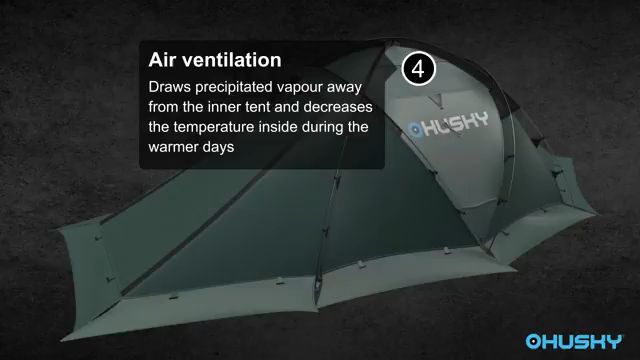 Air ventilation
4
Draws precipitated vapour away
from the inner tent and decreases
the temperature inside during the
warmer days
HUSKY
HUSKY